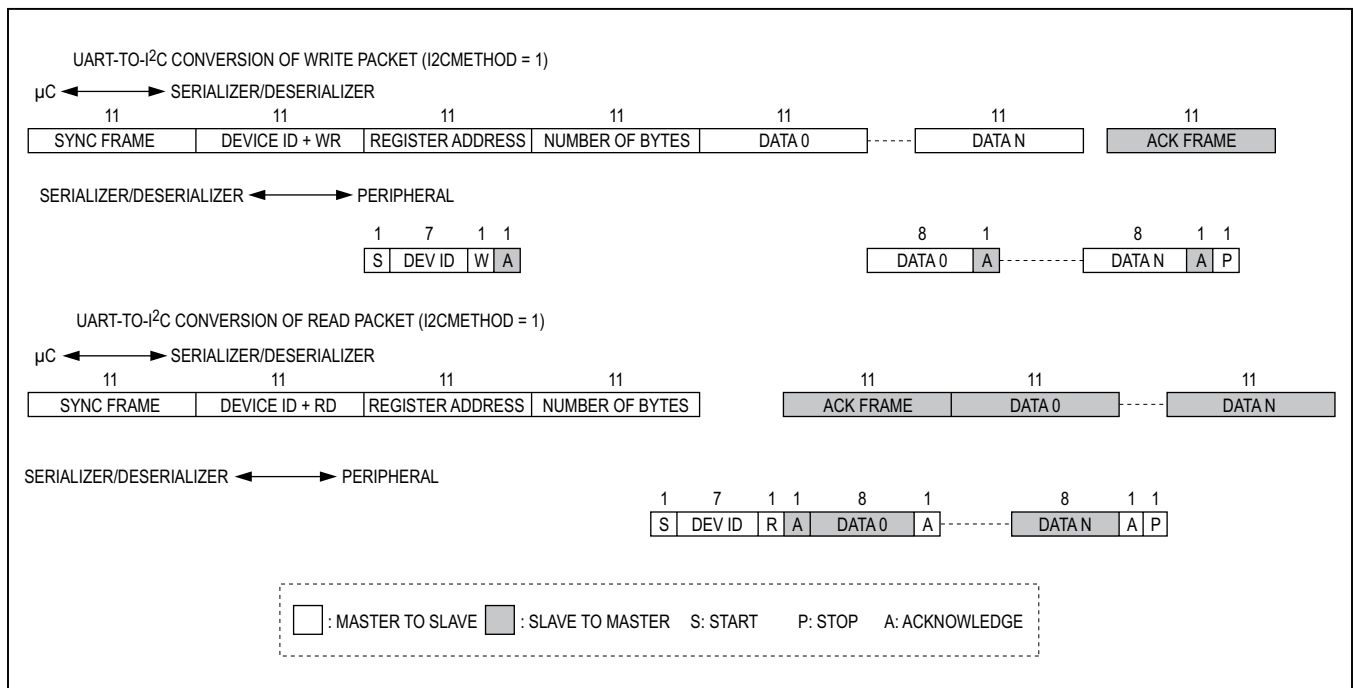 UART-TO-I2C CONVERSION OF WRITE PACKET (I2CMETHOD = 1)
µC SERIALIZER/DESERIALIZER
11 11 11 11 11 11 11
SYNC FRAME DEVICE ID + WR REGISTER ADDRESS NUMBER OF BYTES DATA 0 DATA N ACK FRAME
SERIALIZER/DESERIALIZER PERIPHERAL
1 7 1 1 8 1 8 1 1
S DEV ID W A DATA 0 A DATA N A P
UART-TO-I2C CONVERSION OF READ PACKET (I2CMETHOD = 1)
µC SERIALIZER/DESERIALIZER
11 11 11 11 11 11 11
SYNC FRAME DEVICE ID + RD REGISTER ADDRESS NUMBER OF BYTES ACK FRAME DATA 0 DATA N
SERIALIZER/DESERIALIZER PERIPHERAL
1 7 1 1 8 1 8 1 1
S DEV ID R A DATA 0 A DATA N A P
: MASTER TO SLAVE : SLAVE TO MASTER S: START P: STOP A: ACKNOWLEDGE